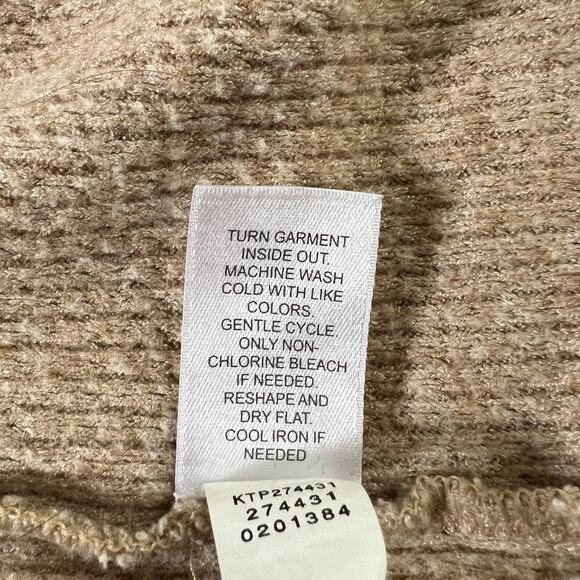 TURN GARMENT
INSIDE OUT.
MACHINE WASH
COLD WITH LIKE
COLORS.
GENTLE CYCLE.
ONLY NON-
CHLORINE BLEACH
IF NEEDED.
RESHAPE AND
DRY FLAT.
COOL IRON IF
NEEDED
KTP274431
274431
0201384